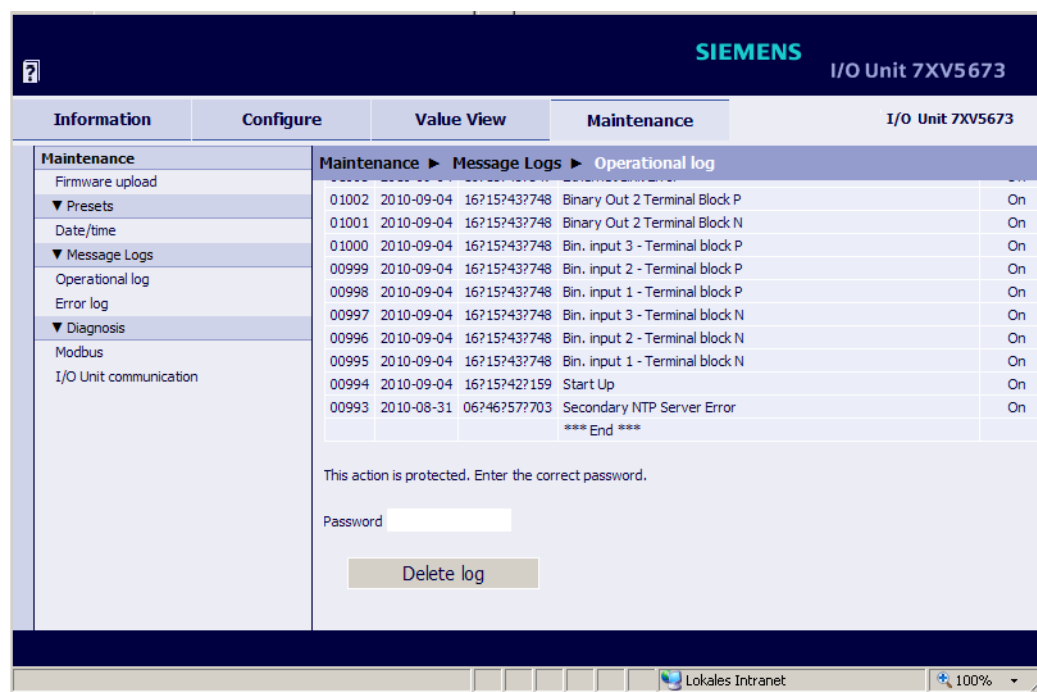 SIEMENS
I/O Unit 7XV5673
Information Configure Value View Maintenance I/O Unit 7XV5673
Maintenance
Firmware upload
▼ Presets
Date/time
▼ Message Logs
Operational log
Error log
▼ Diagnosis
Modbus
I/O Unit communication
Maintenance ► Message Logs ► Operational log
01002 2010-09-04 16?15?43?748 Binary Out 2 Terminal Block P On
01001 2010-09-04 16?15?43?748 Binary Out 2 Terminal Block N On
01000 2010-09-04 16?15?43?748 Bin. input 3 - Terminal block P On
00999 2010-09-04 16?15?43?748 Bin. input 2 - Terminal block P On
00998 2010-09-04 16?15?43?748 Bin. input 1 - Terminal block P On
00997 2010-09-04 16?15?43?748 Bin. input 3 - Terminal block N On
00996 2010-09-04 16?15?43?748 Bin. input 2 - Terminal block N On
00995 2010-09-04 16?15?43?748 Bin. input 1 - Terminal block N On
00994 2010-09-04 16?15?42?159 Start Up On
00993 2010-08-31 06?46?57?703 Secondary NTP Server Error On
*** End ***
This action is protected. Enter the correct password.
Password
Delete log
Lokales Intranet 100%